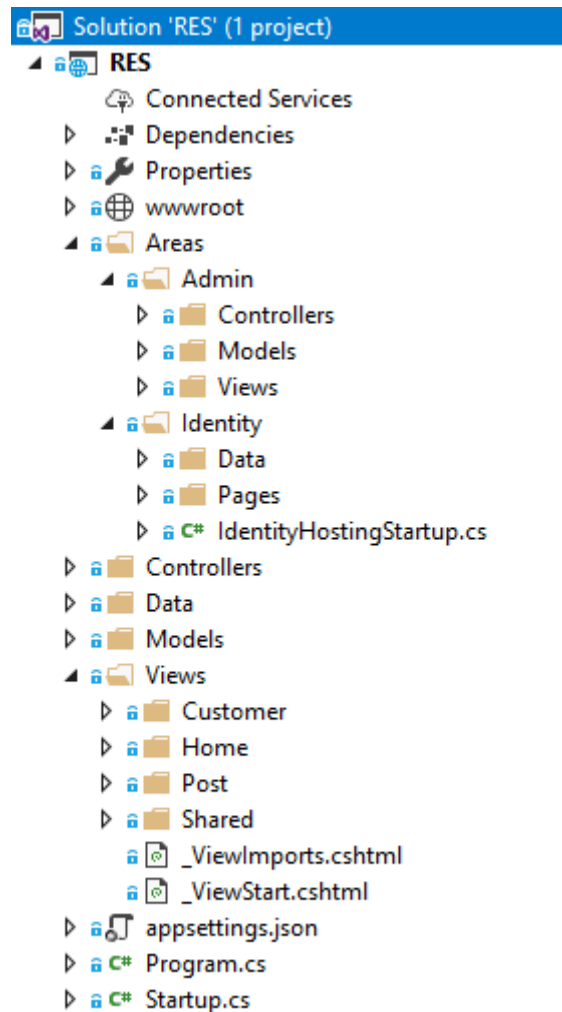 Solution 'RES' (1 project)
RES
Connected Services
Dependencies
Properties
wwwroot
Areas
Admin
Controllers
Models
Views
Identity
Data
Pages
C# IdentityHostingStartup.cs
Controllers
Data
Models
Views
Customer
Home
Post
Shared
_ViewImports.cshtml
_ViewStart.cshtml
appsettings.json
C# Program.cs
C# Startup.cs